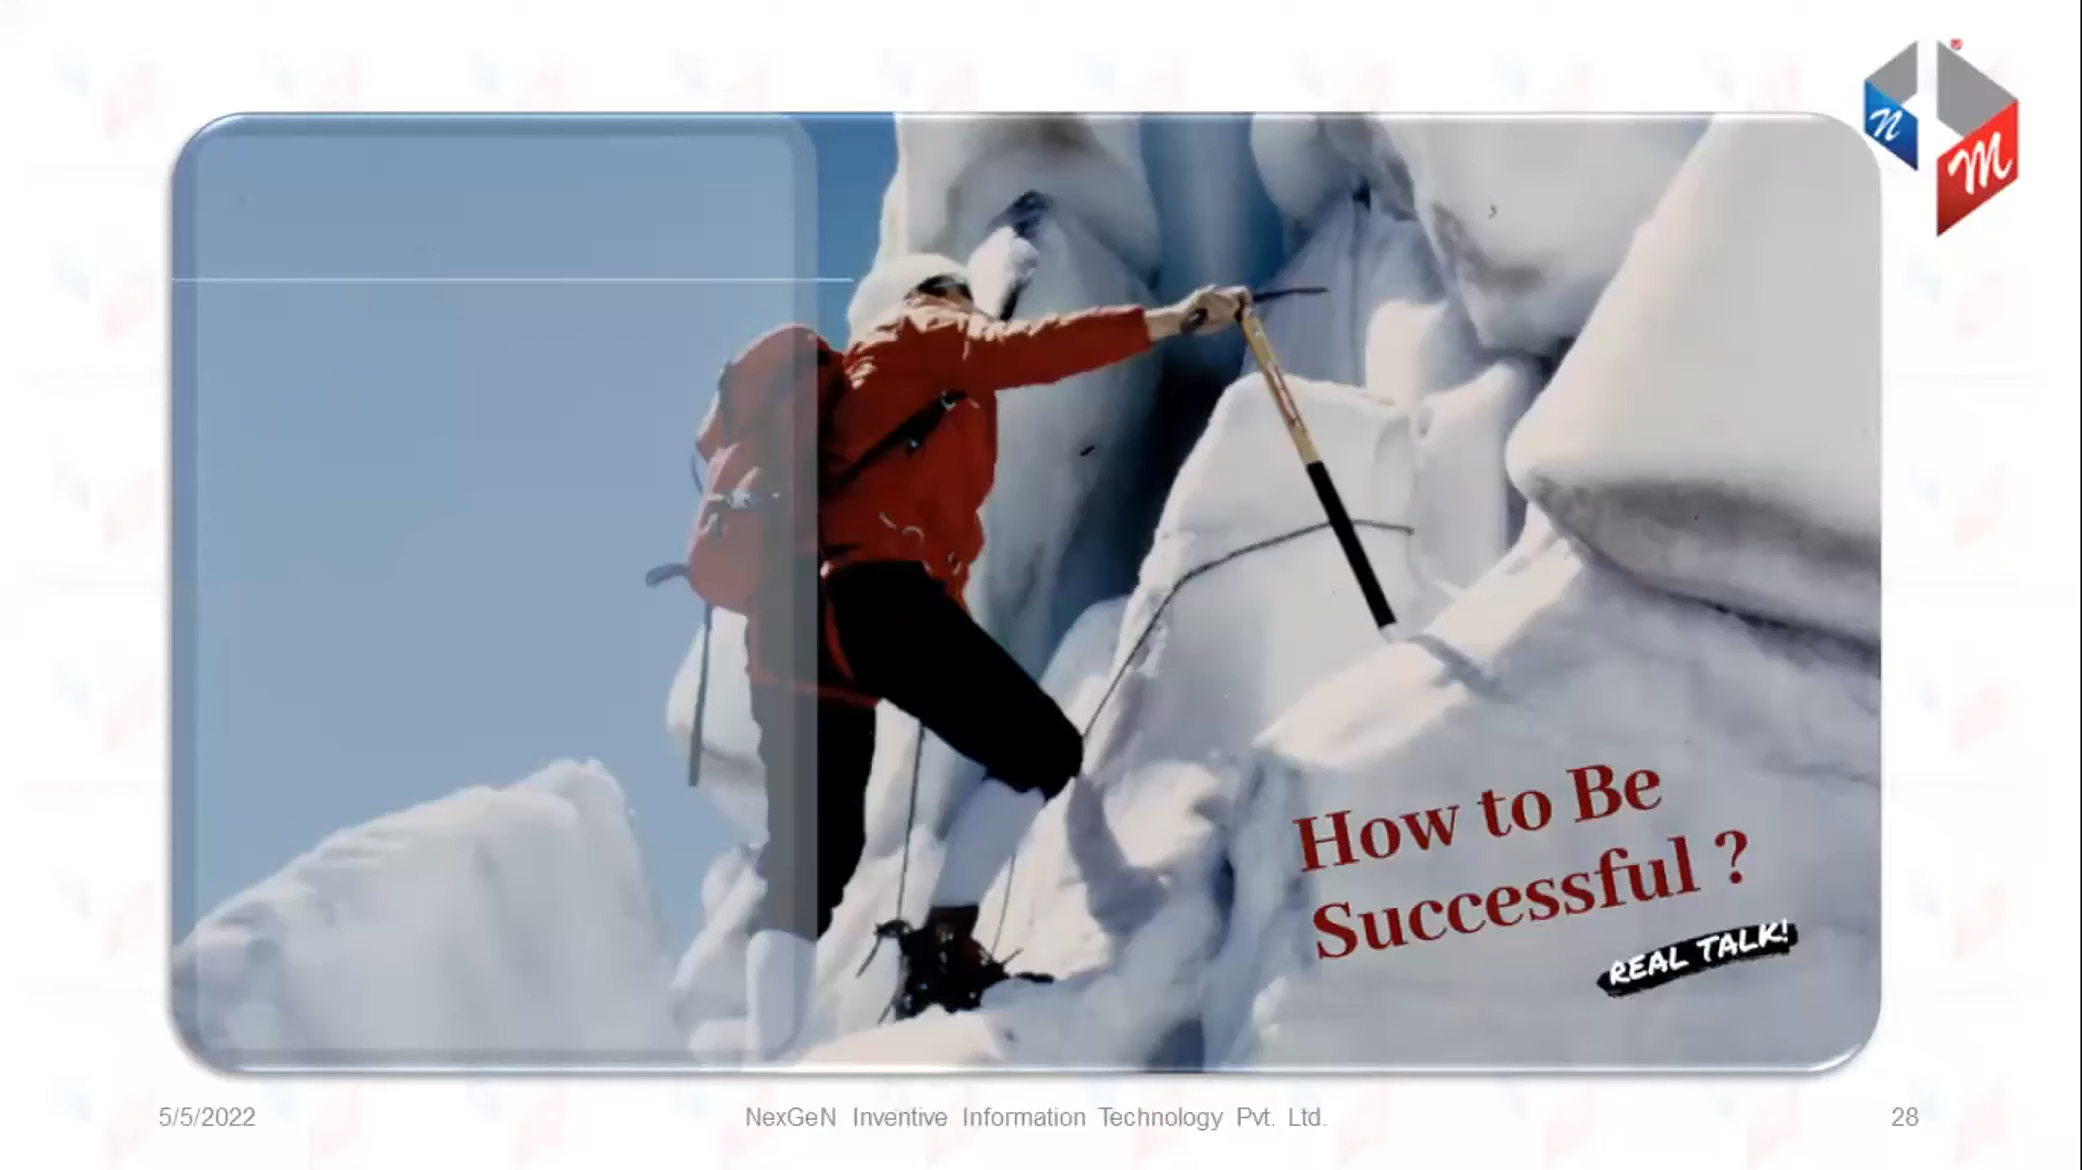 n
m
How to Be
Successful ?
REAL TALK!
5/5/2022
NexGeN Inventive Information Technology Pvt. Ltd.
28